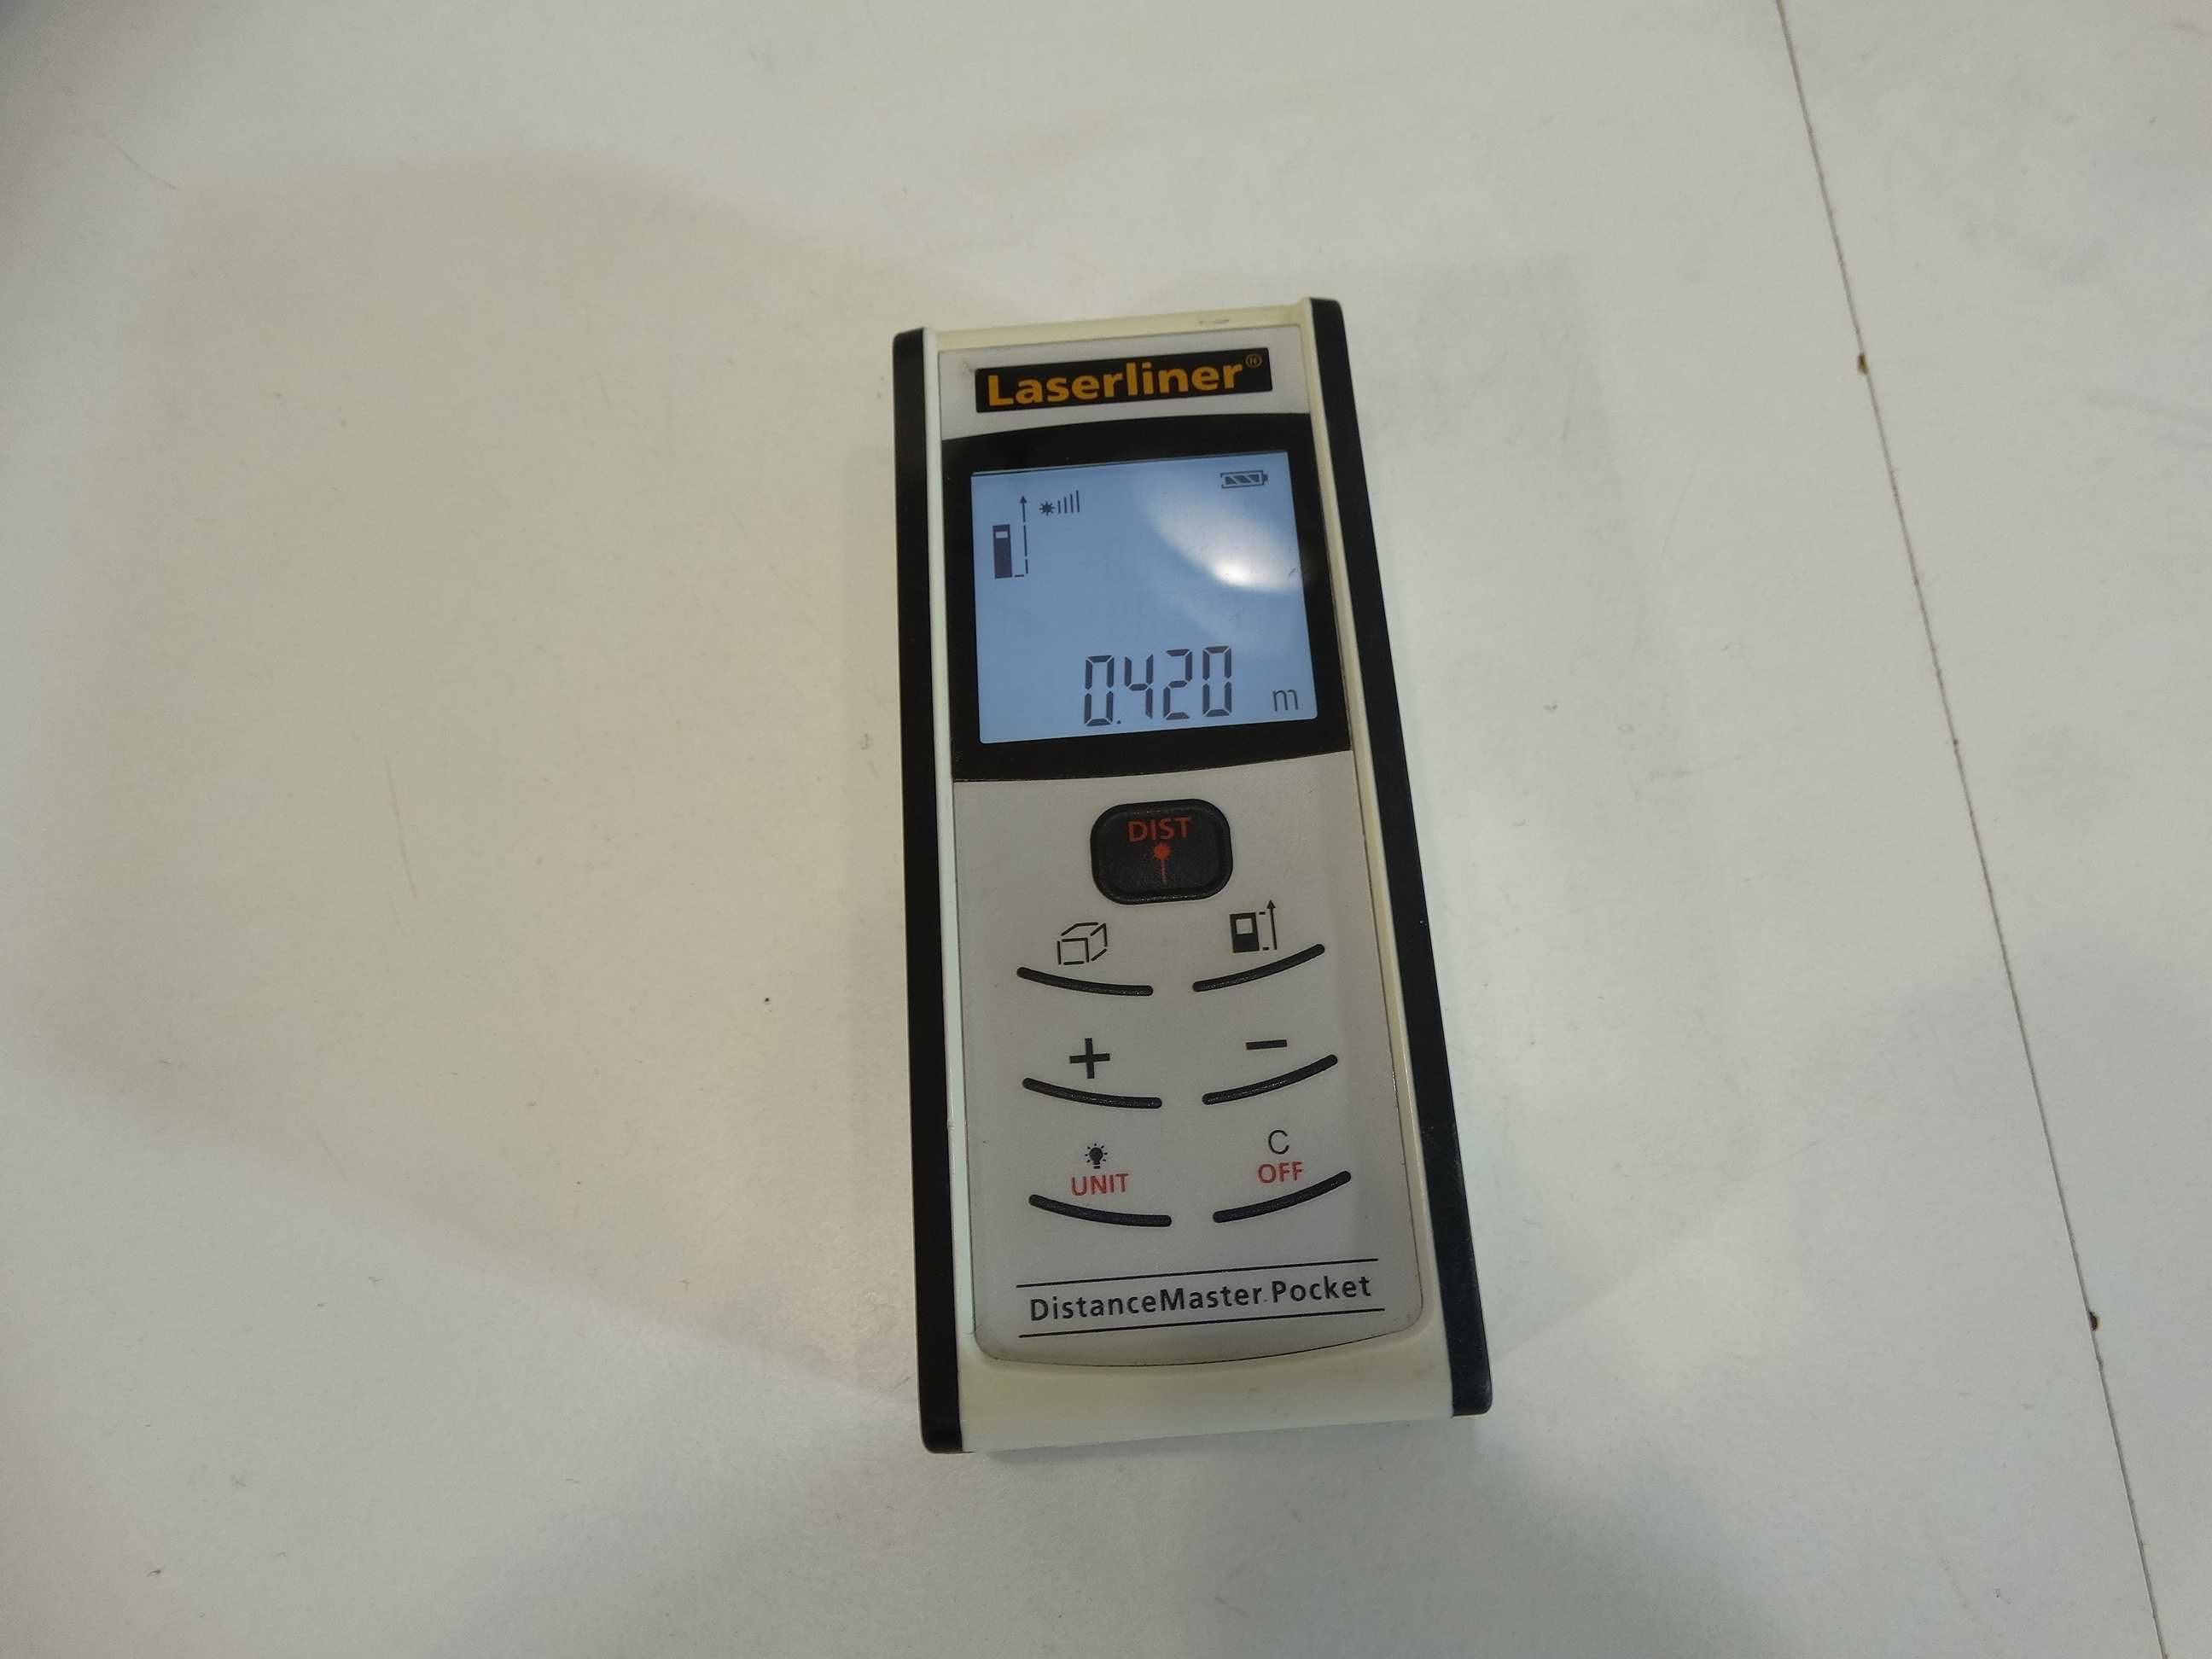 Laserliner®
0.420 m
DIST
+ −
C
UNIT OFF
DistanceMaster Pocket